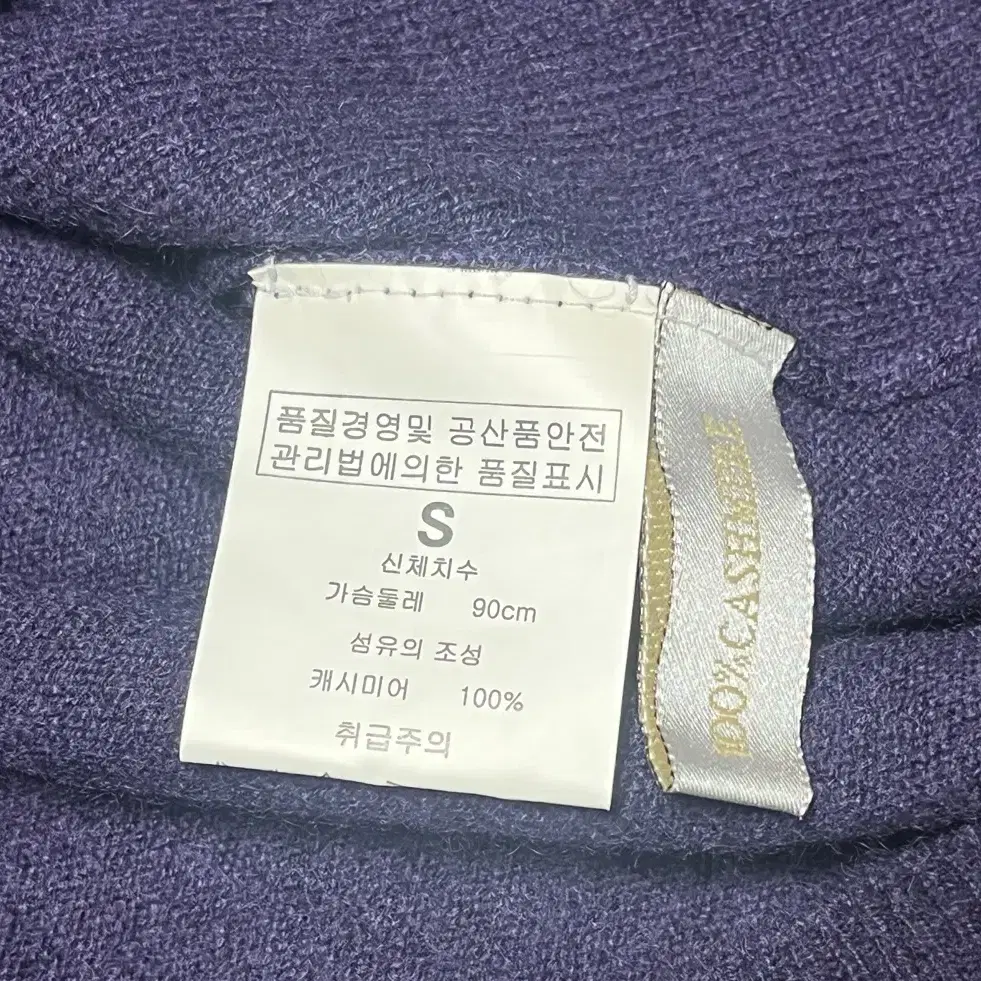 품질경영및 공산품안전
관리법에의한 품질표시
S
신체치수
가슴둘레 90cm
섬유의 조성
캐시미어 100%
취급주의
100% CASHMERE